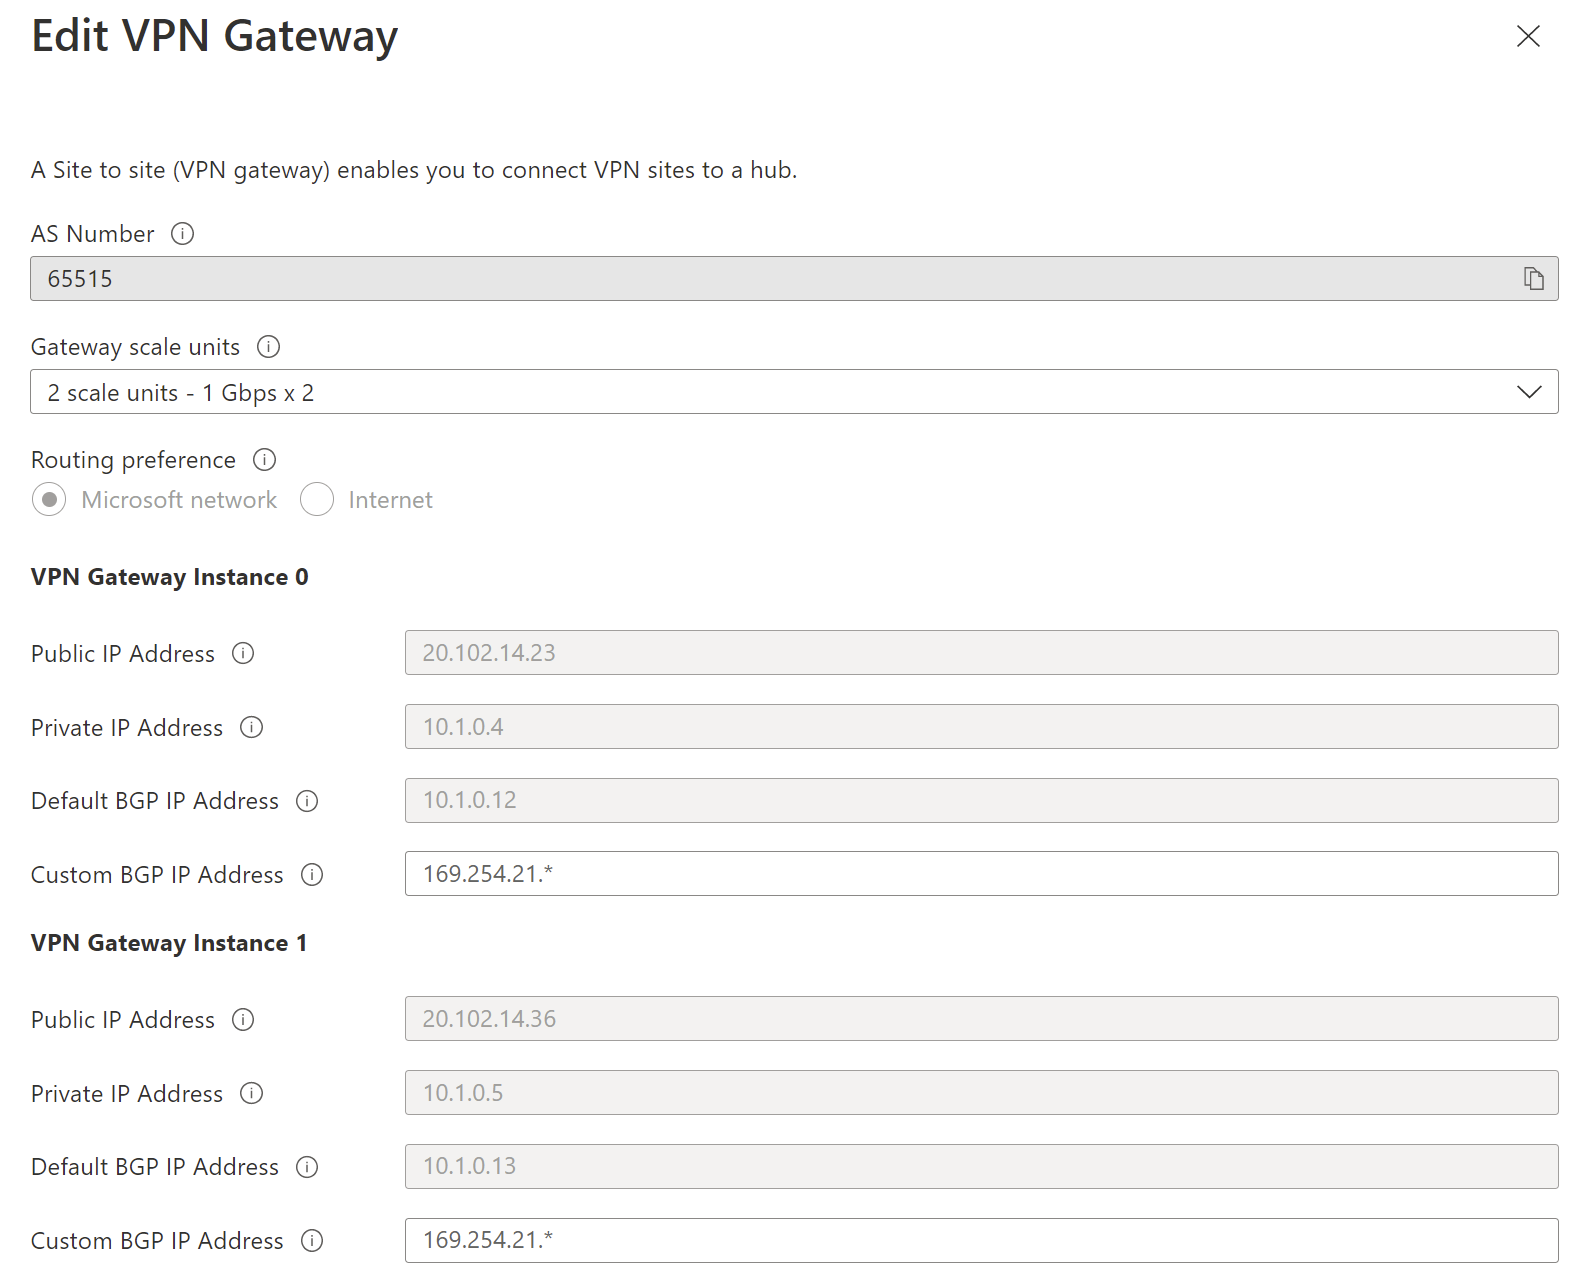 Edit VPN Gateway
A Site to site (VPN gateway) enables you to connect VPN sites to a hub.
AS Number
65515
Gateway scale units
2 scale units - 1 Gbps x 2
Routing preference
Microsoft network Internet
VPN Gateway Instance 0
Public IP Address 20.102.14.23
Private IP Address 10.1.0.4
Default BGP IP Address 10.1.0.12
Custom BGP IP Address 169.254.21.*
VPN Gateway Instance 1
Public IP Address 20.102.14.36
Private IP Address 10.1.0.5
Default BGP IP Address 10.1.0.13
Custom BGP IP Address 169.254.21.*